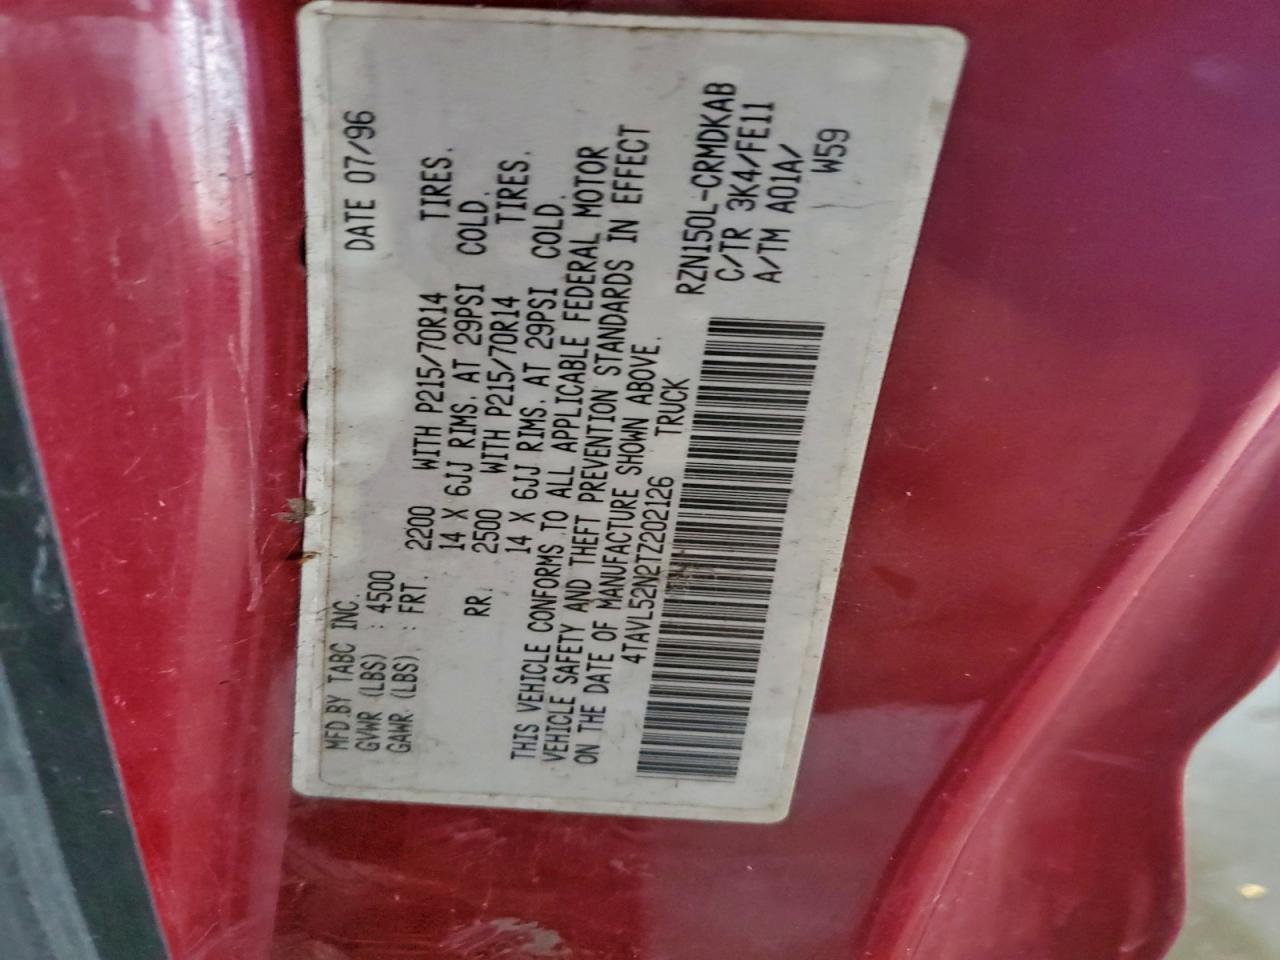 MFD BY TABC INC. DATE 07/96
GVWR (LBS) : 4500
GAWR (LBS) : FRT. 2200 WITH P215/70R14 TIRES.
14 X 6JJ RIMS, AT 29PSI COLD.
RR. 2500 WITH P215/70R14 TIRES.
14 X 6JJ RIMS, AT 29PSI COLD.
THIS VEHICLE CONFORMS TO ALL APPLICABLE FEDERAL MOTOR
VEHICLE SAFETY AND THEFT PREVENTION STANDARDS IN EFFECT
ON THE DATE OF MANUFACTURE SHOWN ABOVE.
4TAVL52N2TZ202126 TRUCK
RZN150L-CRMDKAB
C/TR 3K4/FE11
A/TM A01A/
W59